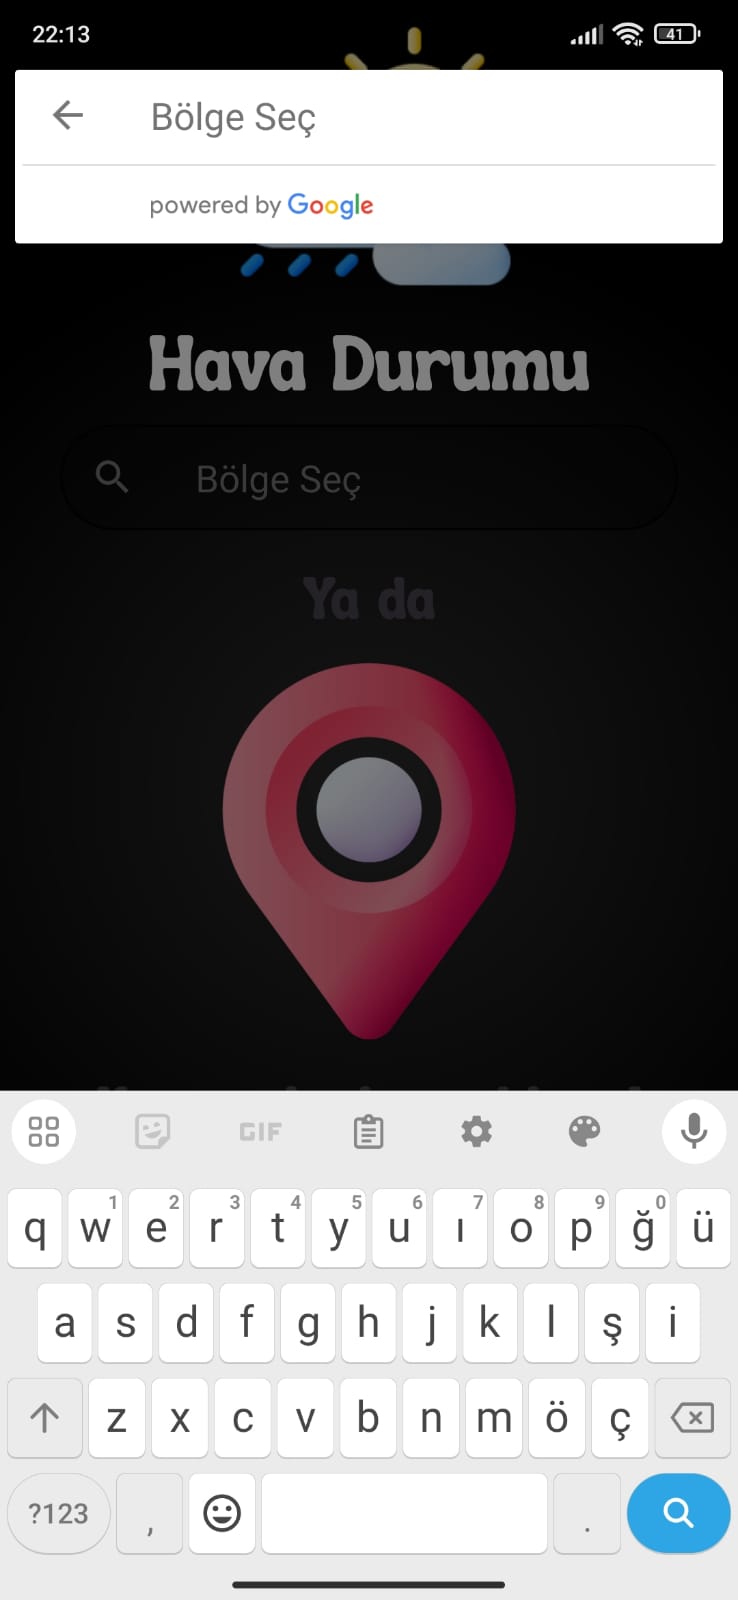 22:13
41
Bölge Seç
powered by Google
Hava Durumu
Bölge Seç
Ya da
GIF
1 2 3 4 5 6 7 8 9 0
q w e r t y u ı o p ğ ü
a s d f g h j k l ş i
z x c v b n m ö ç
?123 , .